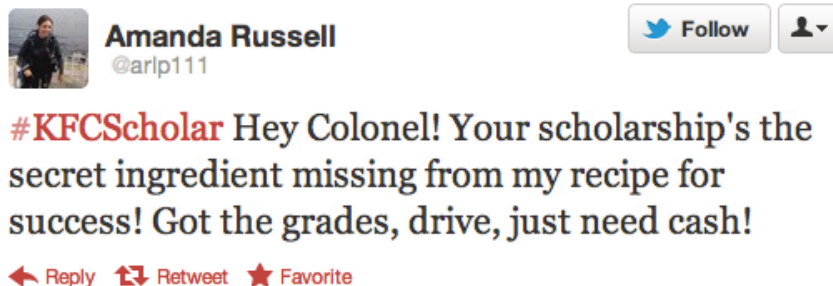 Amanda Russell
@arlp111
Follow
#KFCScholar Hey Colonel! Your scholarship's the
secret ingredient missing from my recipe for
success! Got the grades, drive, just need cash!
Reply Retweet Favorite